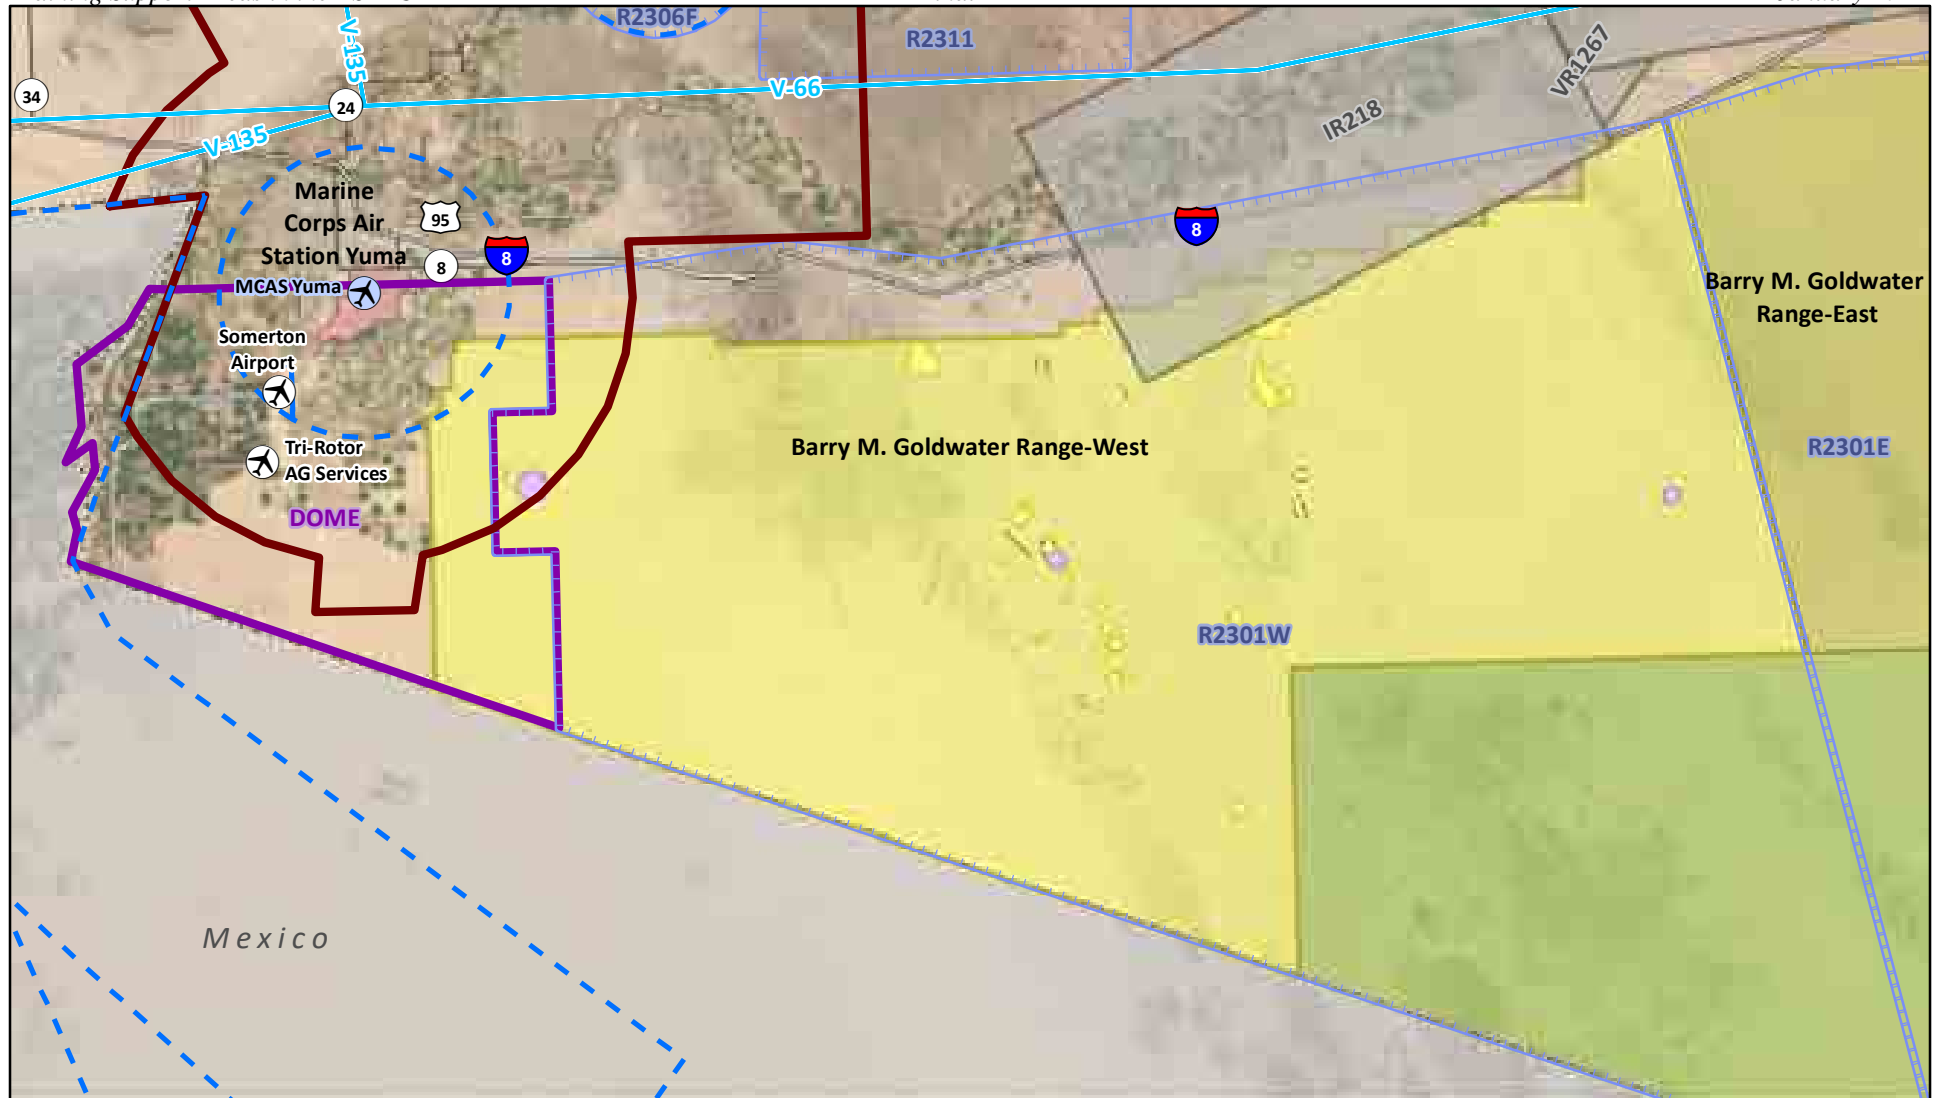 R2306F
R2311
V-135
V-66
34
24
V-135
VR1267
IR218
Marine
Corps Air
Station Yuma
95
8
8
8
MCAS Yuma
Somerton
Airport
Tri-Rotor
AG Services
DOME
Barry M. Goldwater
Range-East
Barry M. Goldwater Range-West
R2301E
R2301W
Mexico